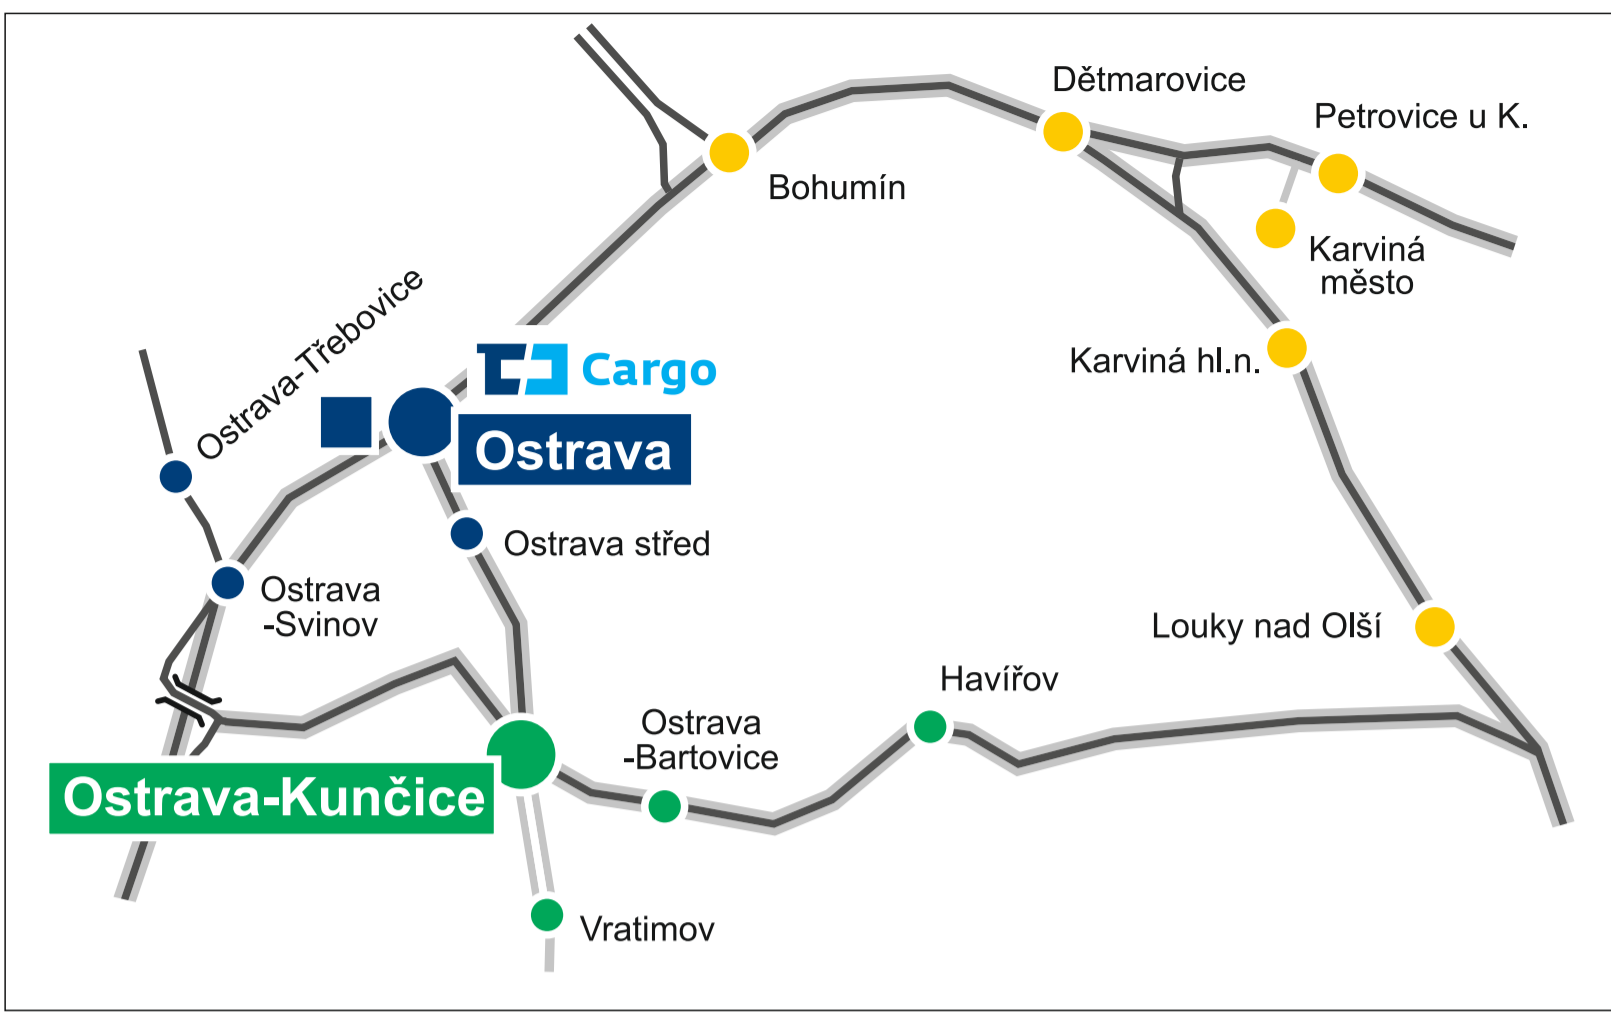 Dětmarovice
Petrovice u K.
Bohumín
Karviná
město
Ostrava-Třebovice
Cargo
Karviná hl.n.
Ostrava
Ostrava střed
Ostrava
-Svinov
Louky nad Olší
Havířov
Ostrava
-Bartovice
Ostrava-Kunčice
Vratimov